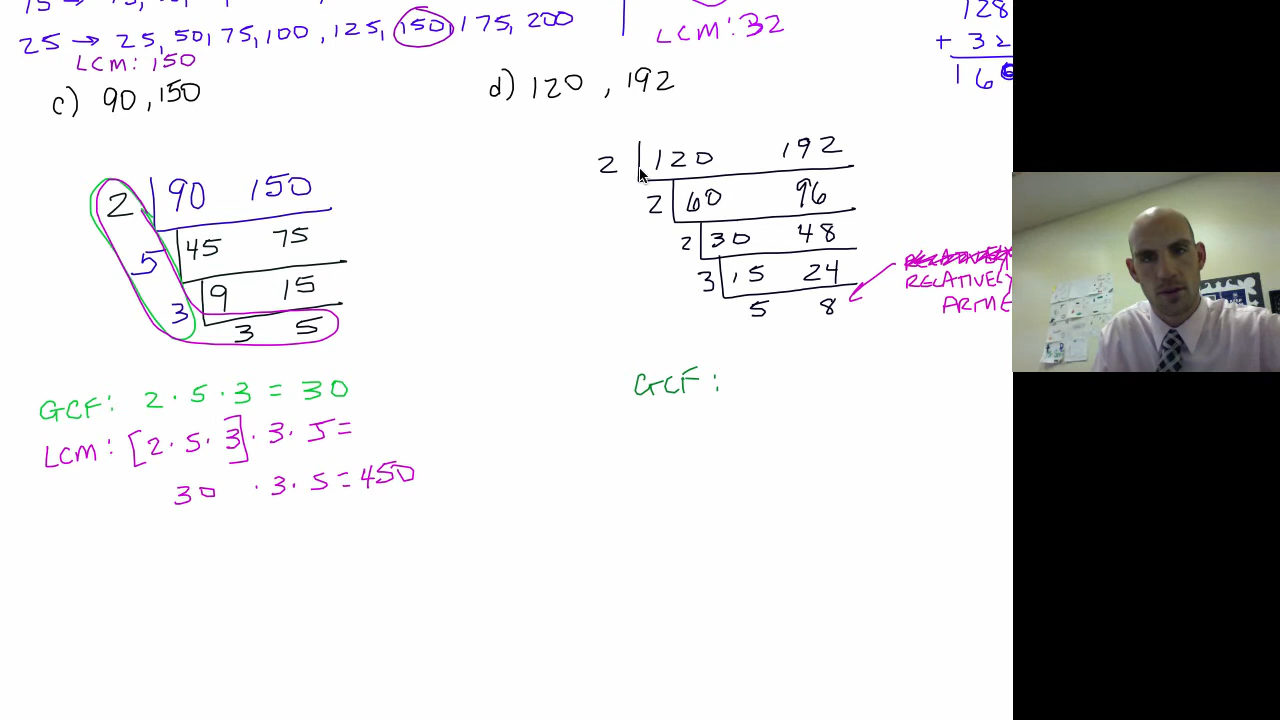 25 → 25, 50, 75, 100, 125, 150, 175, 200
LCM: 150
LCM: 32
128
+ 32
160
c) 90, 150
d) 120, 192
2 90 150
5 45 75
3 9 15
3 5
GCF: 2 · 5 · 3 = 30
LCM: [2 · 5 · 3] · 3 · 5 =
30 · 3 · 5 = 450
2 120 192
2 60 96
2 30 48
3 15 24
5 8
RELATIVELY
GCF: